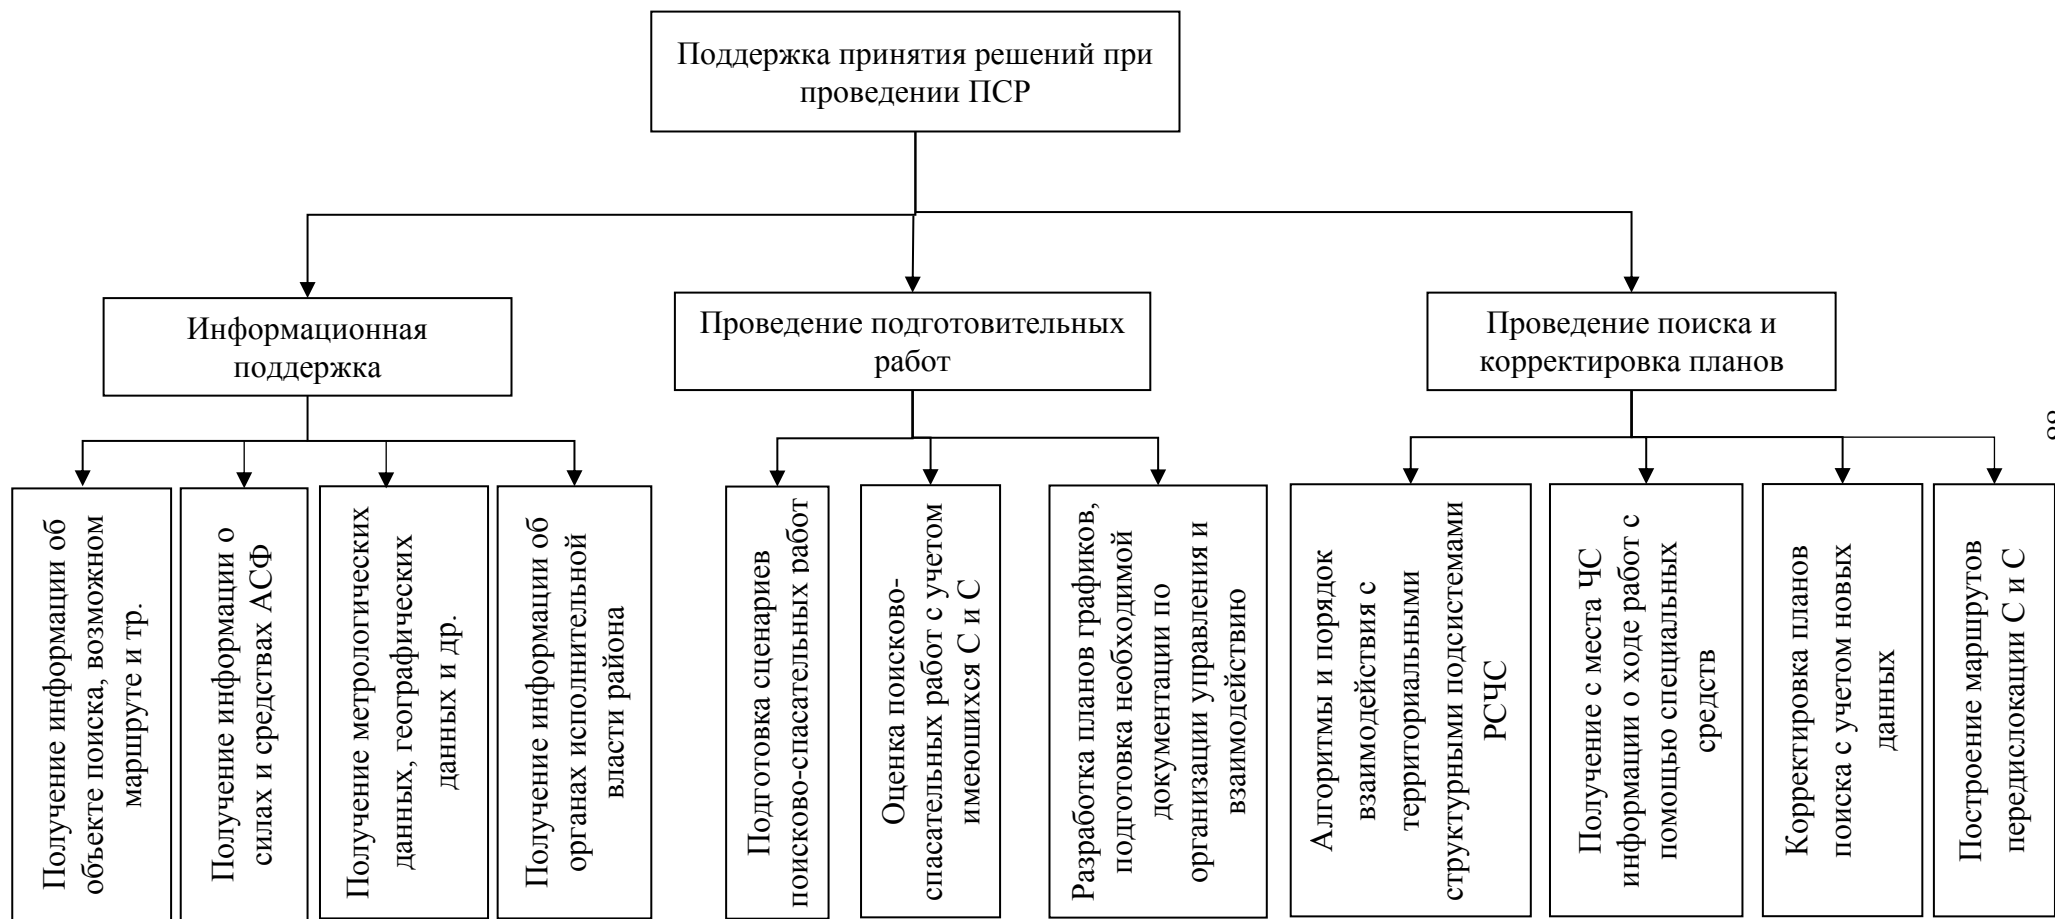 Поддержка принятия решений при
проведении ПСР
Информационная
поддержка
Проведение подготовительных
работ
Проведение поиска и
корректировка планов
Получение информации об
объекте поиска, возможном
маршруте и тр.
Получение информации о
силах и средствах АСФ
Получение метрологических
данных, географических
данных и др.
Получение информации об
органах исполнительной
власти района
Подготовка сценариев
поисково-спасательных работ
Оценка поисково-
спасательных работ с учетом
имеющихся С и С
Разработка планов графиков,
подготовка необходимой
документации по
организации управления и
взаимодействию
Алгоритмы и порядок
взаимодействия с
территориальными
структурными подсистемами
РСЧС
Получение с места ЧС
информации о ходе работ с
помощью специальных
средств
Корректировка планов
поиска с учетом новых
данных
Построение маршрутов
передислокации С и С